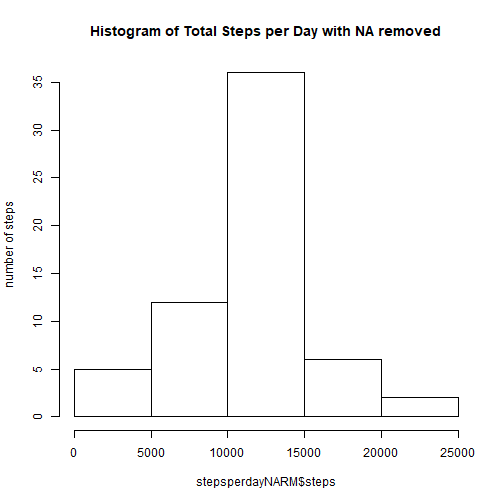 Histogram of Total Steps per Day with NA removed
number of steps
35
30
25
20
15
10
5
0
0 5000 10000 15000 20000 25000
stepsperdayNARM$steps